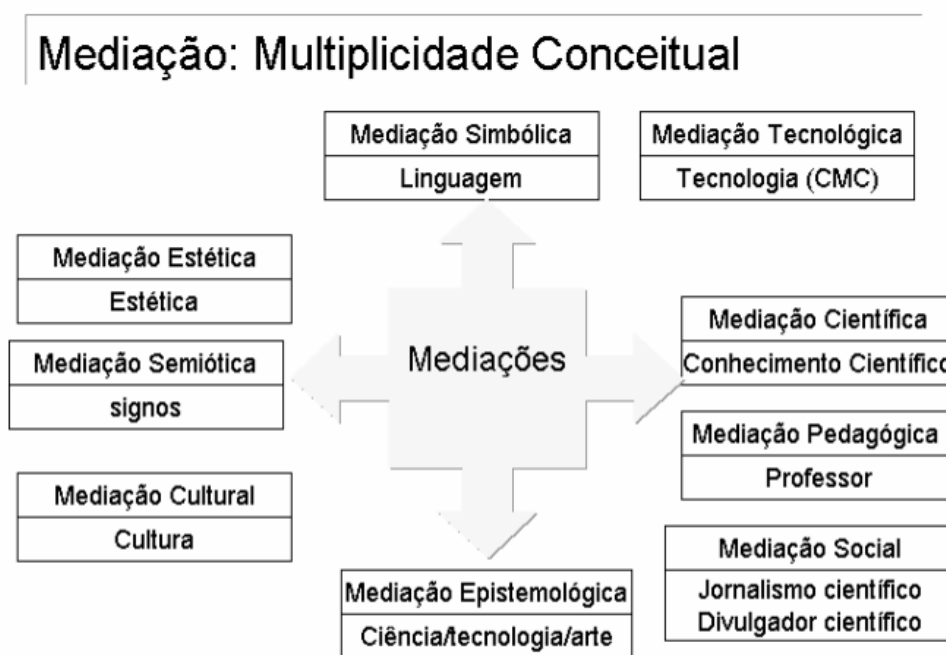 Mediação: Multiplicidade Conceitual
Mediação Simbólica
Linguagem
Mediação Tecnológica
Tecnologia (CMC)
Mediação Estética
Estética
Mediação Semiótica
signos
Mediação Cultural
Cultura
Mediações
Mediação Científica
Conhecimento Científico
Mediação Pedagógica
Professor
Mediação Social
Jornalismo científico
Divulgador científico
Mediação Epistemológica
Ciência/tecnologia/arte